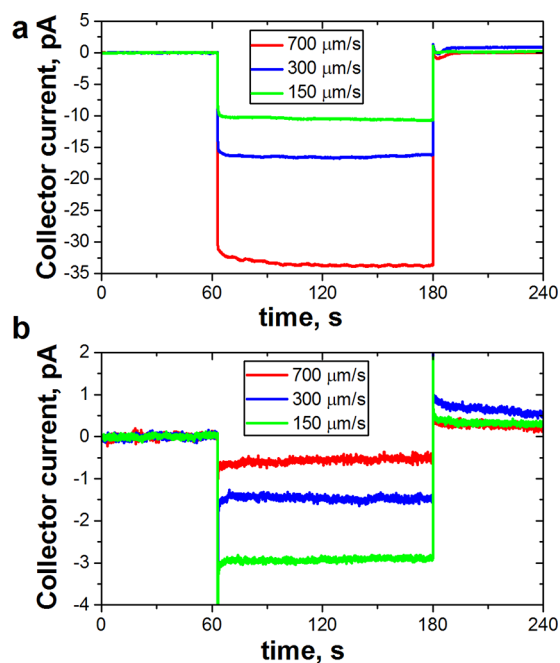 a
Collector current, pA
5
0
-5
-10
-15
-20
-25
-30
-35
700 µm/s
300 µm/s
150 µm/s
0
60
120
180
240
time, s
b
Collector current, pA
2
1
0
-1
-2
-3
-4
700 µm/s
300 µm/s
150 µm/s
0
60
120
180
240
time, s